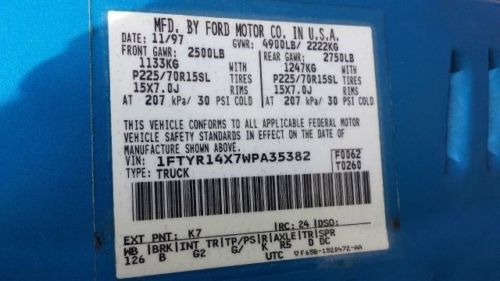 MFD. BY FORD MOTOR CO. IN U.S.A.
DATE: 11/97 GVWR: 4900LB/ 2222KG
FRONT GAWR: 2500LB REAR GAWR: 2750LB
1133KG WITH 1247KG WITH
P225/70R15SL TIRES P225/70R15SL TIRES
15X7.0J RIMS 15X7.0J RIMS
AT 207 kPa/ 30 PSI COLD AT 207 kPa/ 30 PSI COLD
THIS VEHICLE CONFORMS TO ALL APPLICABLE FEDERAL MOTOR
VEHICLE SAFETY STANDARDS IN EFFECT ON THE DATE OF
MANUFACTURE SHOWN ABOVE.
VIN: 1FTYR14X7WPA35382 F0062
TYPE: TRUCK T0260
EXT PNT: K7 RC: 24 DSO:
WB BRK INT TR TP/PS R AXLE TR SPR
126 B G2 G/ K R5 D DC
UTC